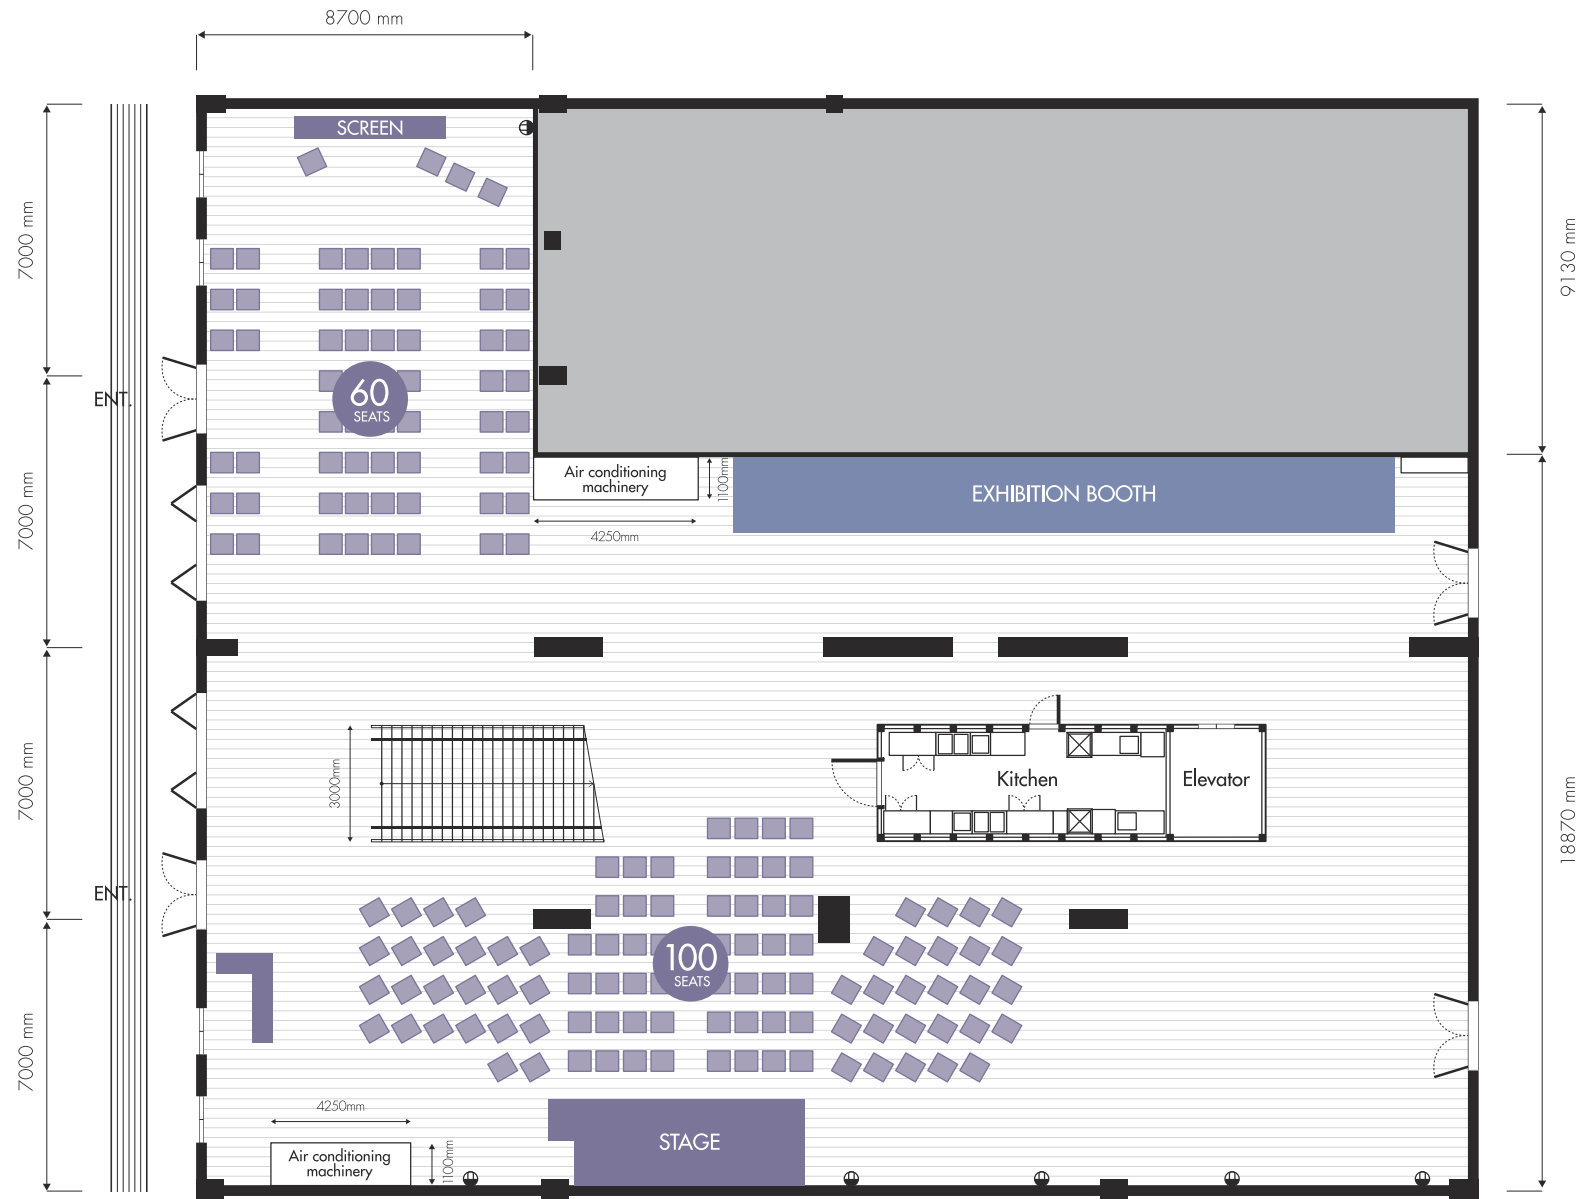 8700 mm
SCREEN
7000 mm
9130 mm
ENT.
60
SEATS
Air conditioning
machinery
1100mm
EXHIBITION BOOTH
4250mm
7000 mm
7000 mm
3000mm
Kitchen
Elevator
18870 mm
ENT.
100
SEATS
7000 mm
4250mm
STAGE
Air conditioning
machinery
1100mm